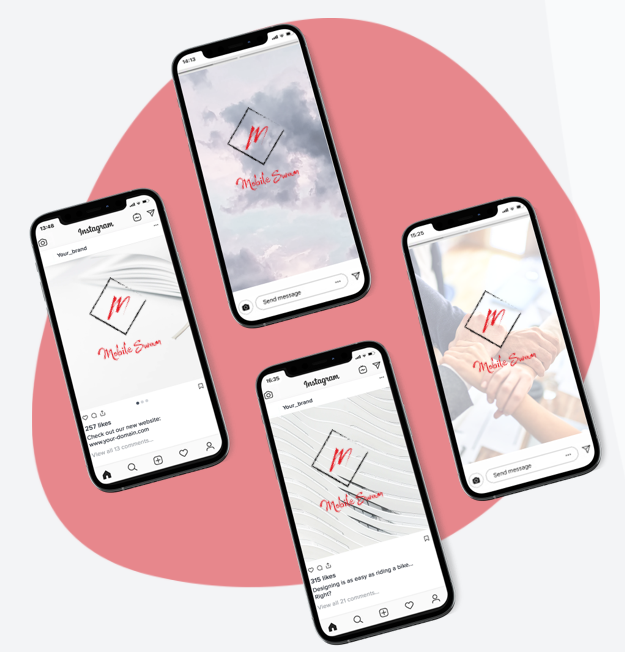 14:13
M
Mobile Swan
Send message
13:48
Instagram
Your_brand
M
Mobile Swan
257 likes
Check out our new website:
www.your-domain.com
View all 13 comments...
15:25
M
Mobile Swan
Send message
16:35
Instagram
Your_brand
M
Mobile Swan
315 likes
Designing is as easy as riding a bike...
Right?
View all 21 comments...